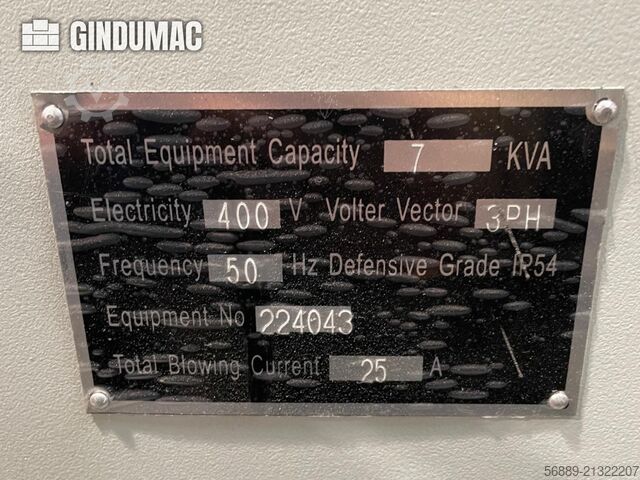 GINDUMAC
Total Equipment Capacity 7 KVA
Electricity 400 V Volter Vector 3PH
Frequency 50 Hz Defensive Grade IR54
Equipment No 224043
Total Blowing Current 25 A
56889-21322207